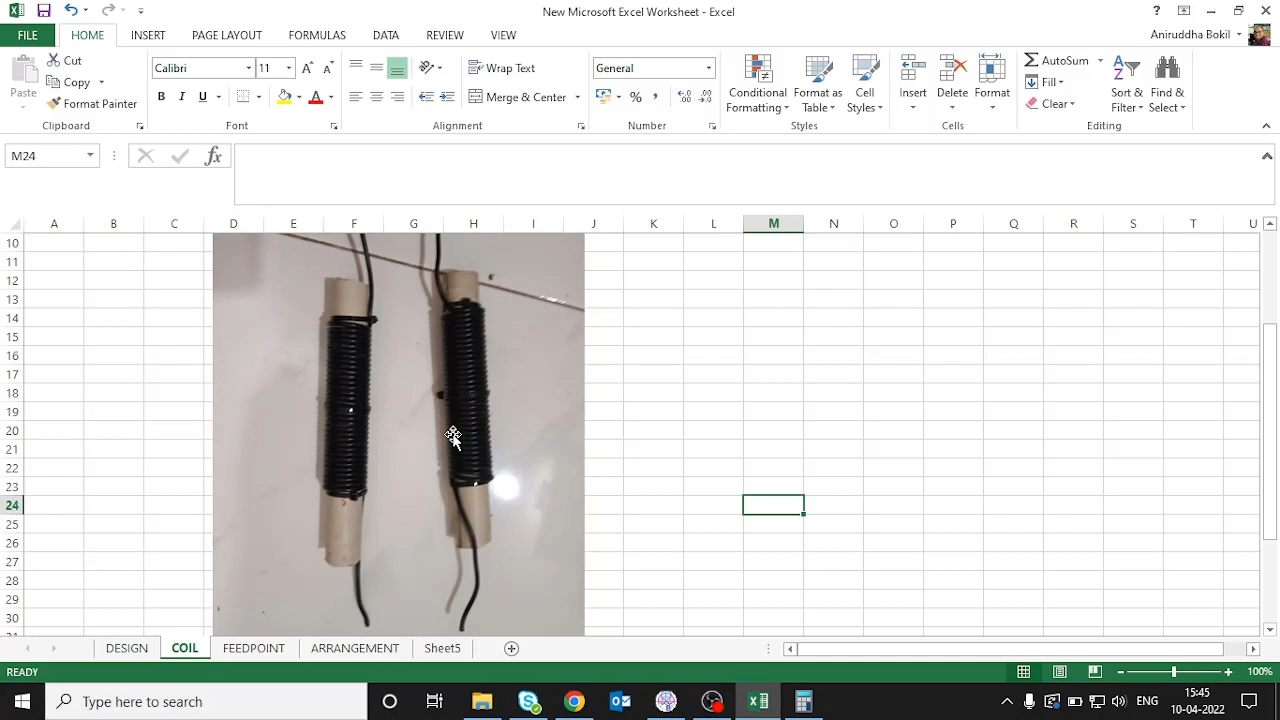 New Microsoft Excel Worksheet - Excel
FILE HOME INSERT PAGE LAYOUT FORMULAS DATA REVIEW VIEW
Aniruddha Bokil
Paste
Cut
Copy
Format Painter
Clipboard
Calibri 11
B I U
Font
Wrap Text
Merge & Center
Alignment
General
%
Number
Conditional Formatting
Format as Table
Cell Styles
Styles
Insert
Delete
Format
Cells
AutoSum
Fill
Clear
Sort & Filter
Find & Select
Editing
M24
fx
A B C D E F G H I J K L M N O P Q R S T U
10
11
12
13
14
15
16
17
18
19
20
21
22
23
24
25
26
27
28
29
30
DESIGN COIL FEEDPOINT ARRANGEMENT Sheet5
READY
100%
Type here to search
ENG
15:45
10-04-2022